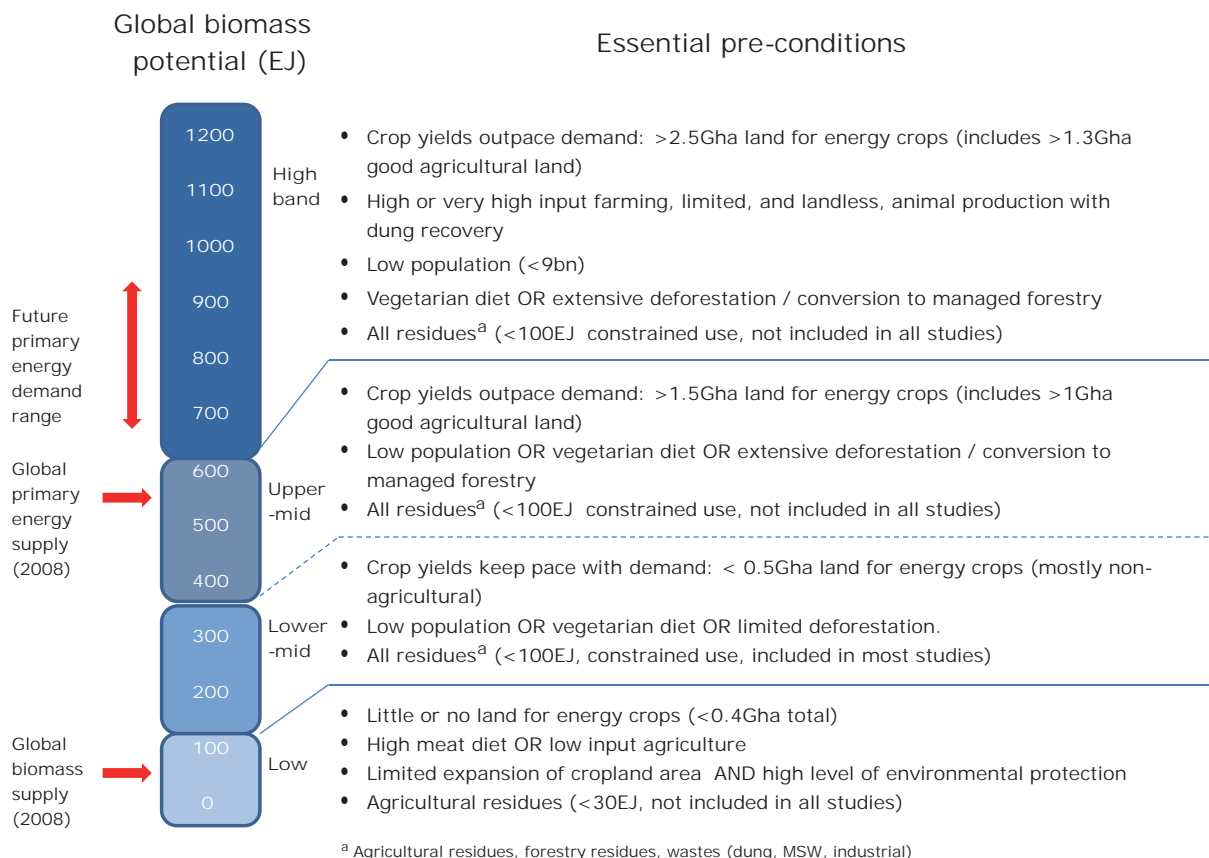 Global biomass
potential (EJ)
Essential pre-conditions
1200
1100
1000
900
800
700
600
500
400
300
200
100
0
High
band
Upper
-mid
Lower
-mid
Low
Future
primary
energy
demand
range
Global
primary
energy
supply
(2008)
Global
biomass
supply
(2008)
• Crop yields outpace demand: >2.5Gha land for energy crops (includes >1.3Gha
good agricultural land)
• High or very high input farming, limited, and landless, animal production with
dung recovery
• Low population (<9bn)
• Vegetarian diet OR extensive deforestation / conversion to managed forestry
• All residuesᵃ (<100EJ constrained use, not included in all studies)
• Crop yields outpace demand: >1.5Gha land for energy crops (includes >1Gha
good agricultural land)
• Low population OR vegetarian diet OR extensive deforestation / conversion to
managed forestry
• All residuesᵃ (<100EJ constrained use, not included in all studies)
• Crop yields keep pace with demand: < 0.5Gha land for energy crops (mostly non-
agricultural)
• Low population OR vegetarian diet OR limited deforestation.
• All residuesᵃ (<100EJ, constrained use, included in most studies)
• Little or no land for energy crops (<0.4Gha total)
• High meat diet OR low input agriculture
• Limited expansion of cropland area AND high level of environmental protection
• Agricultural residues (<30EJ, not included in all studies)
ᵃ Agricultural residues, forestry residues, wastes (dung, MSW, industrial)